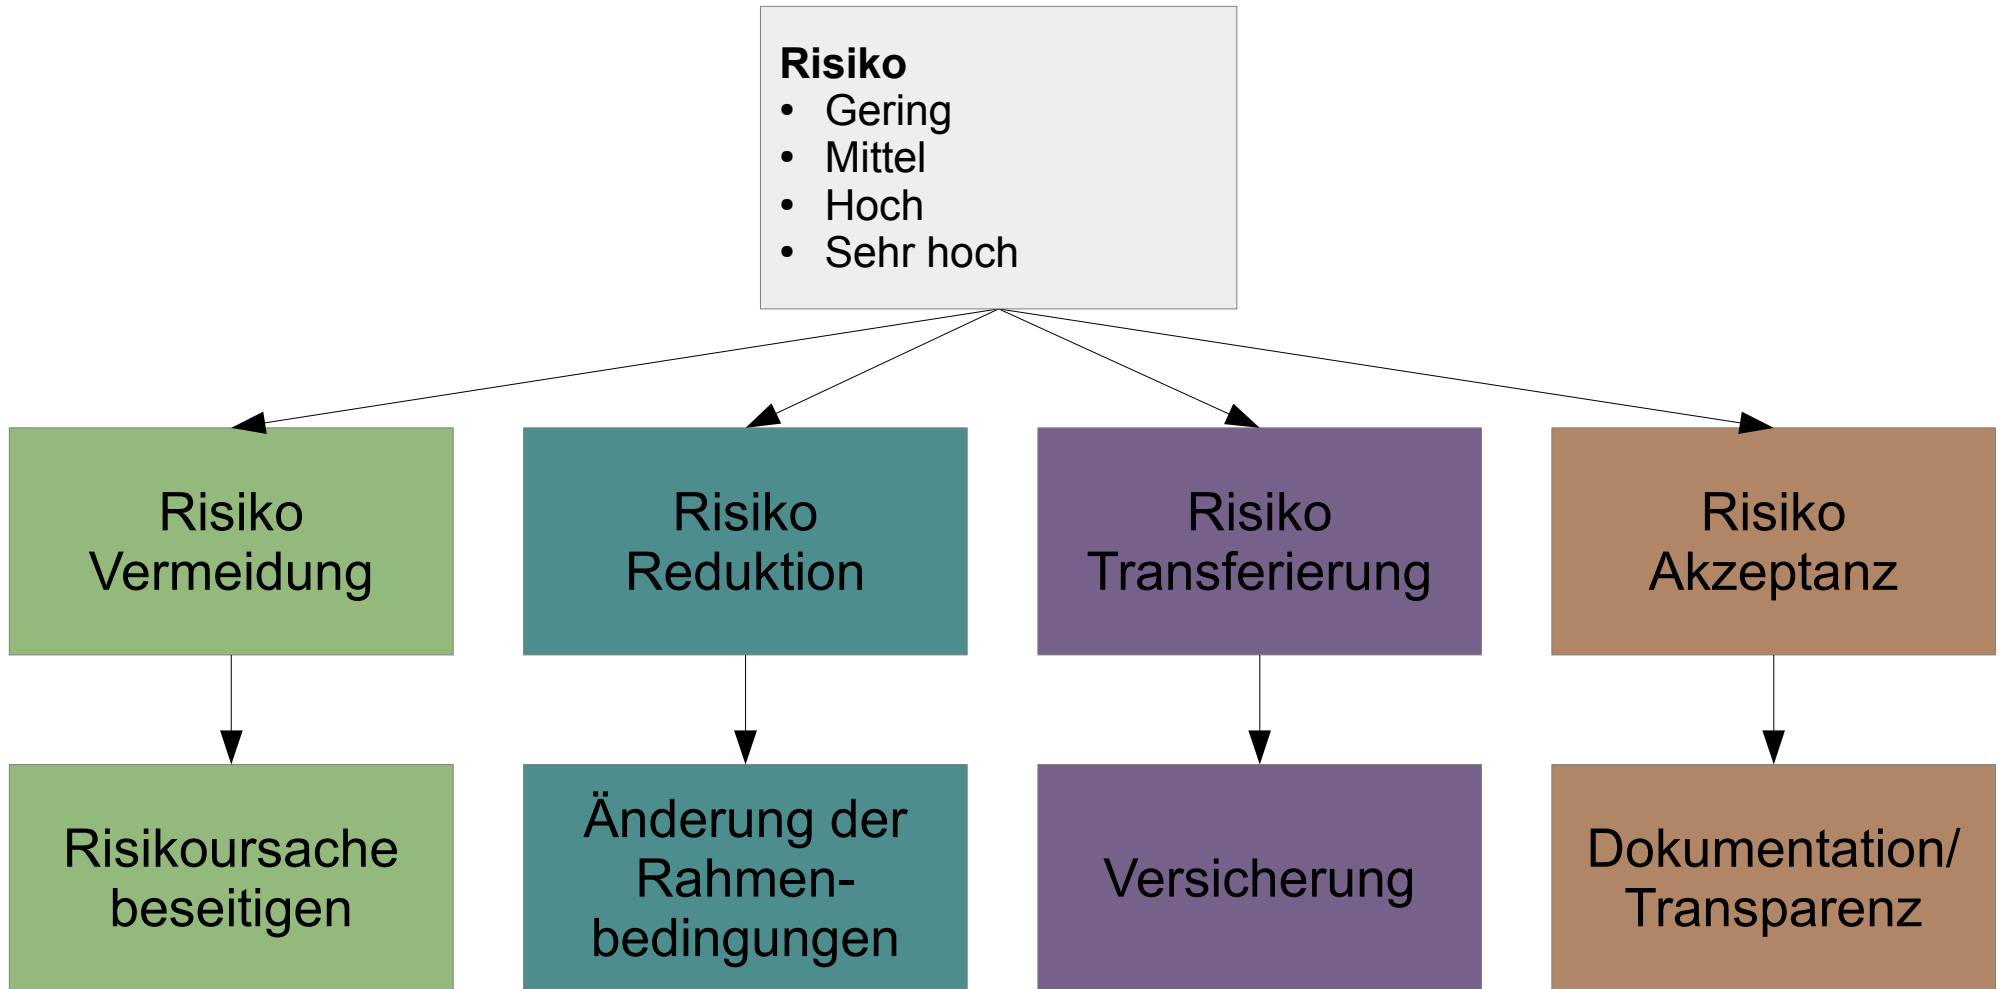 Risiko
• Gering
• Mittel
• Hoch
• Sehr hoch
Risiko
Vermeidung
Risiko
Reduktion
Risiko
Transferierung
Risiko
Akzeptanz
Risikoursache
beseitigen
Änderung der
Rahmen-
bedingungen
Versicherung
Dokumentation/
Transparenz